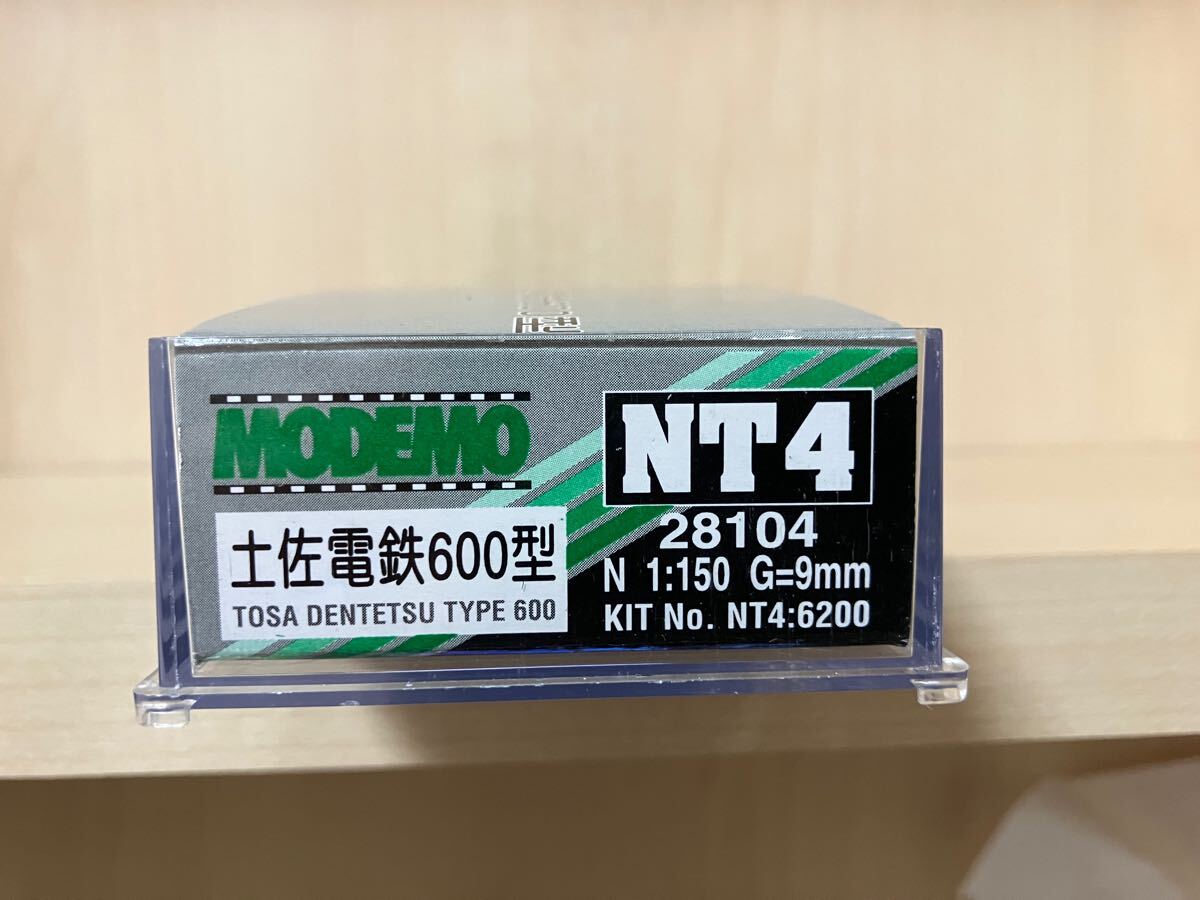 型
MODEMO
土佐電鉄600型
TOSA DENTETSU TYPE 600
NT4
28104
N 1:150 G=9mm
KIT No. NT4:6200